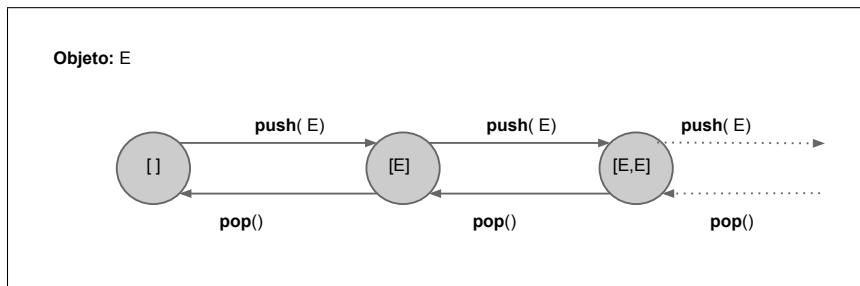 Objeto: E
push( E) push( E) push( E)
[ ] [E] [E,E]
pop() pop() pop()